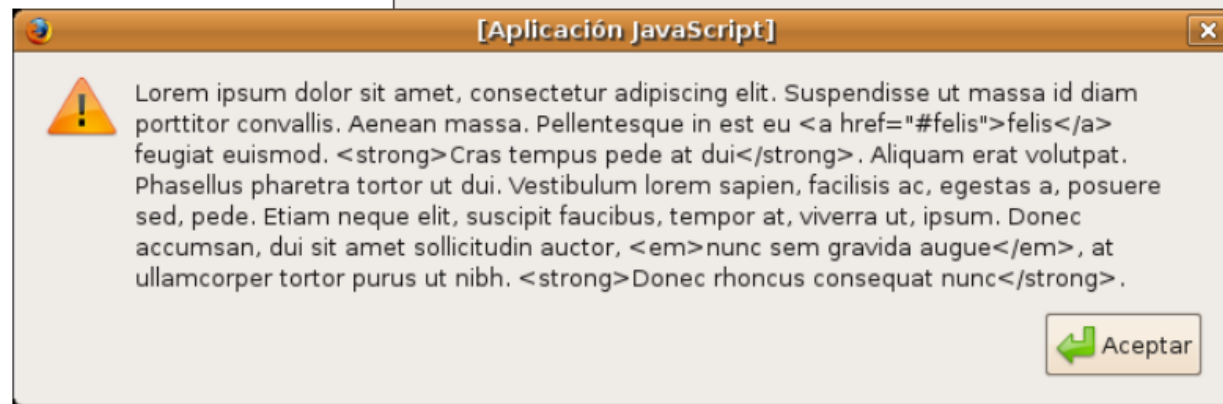 [Aplicación JavaScript]
Lorem ipsum dolor sit amet, consectetur adipiscing elit. Suspendisse ut massa id diam
porttitor convallis. Aenean massa. Pellentesque in est eu <a href="#felis">felis</a>
feugiat euismod. <strong>Cras tempus pede at dui</strong>. Aliquam erat volutpat.
Phasellus pharetra tortor ut dui. Vestibulum lorem sapien, facilisis ac, egestas a, posuere
sed, pede. Etiam neque elit, suscipit faucibus, tempor at, viverra ut, ipsum. Donec
accumsan, dui sit amet sollicitudin auctor, <em>nunc sem gravida augue</em>, at
ullamcorper tortor purus ut nibh. <strong>Donec rhoncus consequat nunc</strong>.
Aceptar